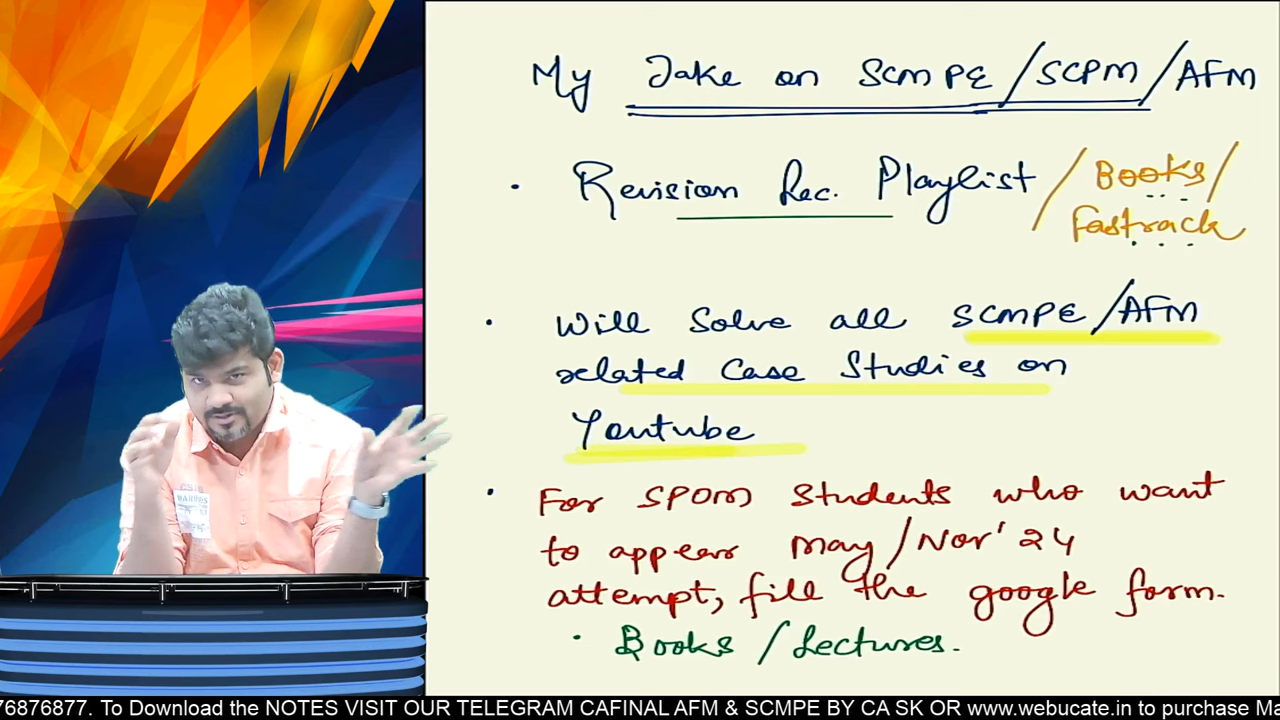 My Take on SCMPE/SCPM/AFM
• Revision Rec. Playlist / Books/
Fastrack
• Will Solve all SCMPE/AFM
related Case Studies on
Youtube
• For SPOM Students who want
to appear May/Nov'24
attempt, fill the google form.
• Books/Lectures.
76876877. To Download the NOTES VISIT OUR TELEGRAM CAFINAL AFM & SCMPE BY CA SK OR www.webucate.in to purchase Ma